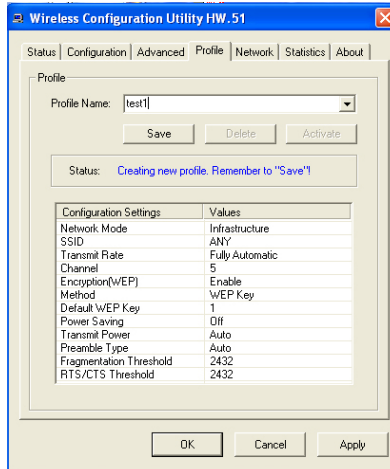 Wireless Configuration Utility HW.51
Status Configuration Advanced Profile Network Statistics About
Profile
Profile Name: test1
Save Delete Activate
Status: Creating new profile. Remember to "Save"!
Configuration Settings Values
Network Mode Infrastructure
SSID ANY
Transmit Rate Fully Automatic
Channel 5
Encryption(WEP) Enable
Method WEP Key
Default WEP Key 1
Power Saving Off
Transmit Power Auto
Preamble Type Auto
Fragmentation Threshold 2432
RTS/CTS Threshold 2432
OK Cancel Apply